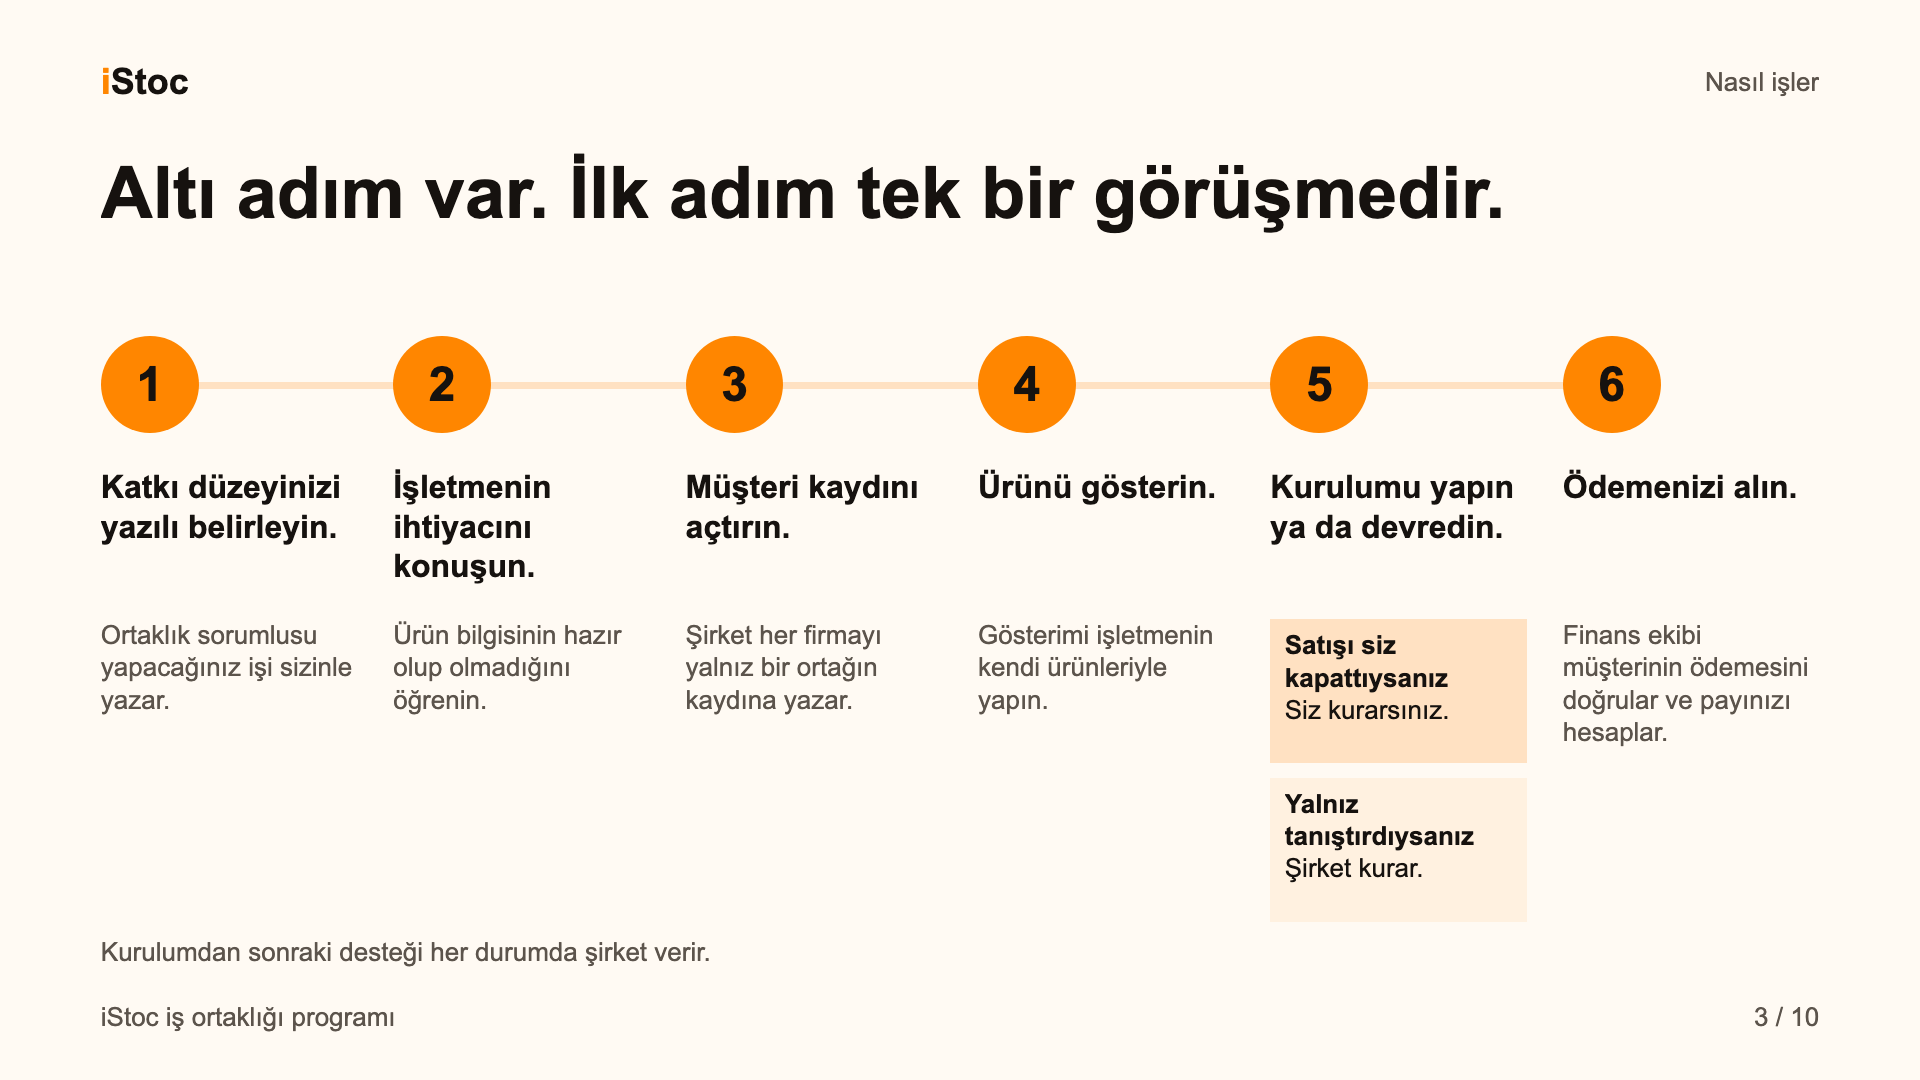 iStoc
Nasıl işler
Altı adım var. İlk adım tek bir görüşmedir.
1
Katkı düzeyinizi
yazılı belirleyin.
Ortaklık sorumlusu
yapacağınız işi sizinle
yazar.
2
İşletmenin
ihtiyacını
konuşun.
Ürün bilgisinin hazır
olup olmadığını
öğrenin.
3
Müşteri kaydını
açtırın.
Şirket her firmayı
yalnız bir ortağın
kaydına yazar.
4
Ürünü gösterin.
Gösterimi işletmenin
kendi ürünleriyle
yapın.
5
Kurulumu yapın
ya da devredin.
Satışı siz
kapattıysanız
Siz kurarsınız.
Yalnız
tanıştırdıysanız
Şirket kurar.
6
Ödemenizi alın.
Finans ekibi
müşterinin ödemesini
doğrular ve payınızı
hesaplar.
Kurulumdan sonraki desteği her durumda şirket verir.
iStoc iş ortaklığı programı
3 / 10